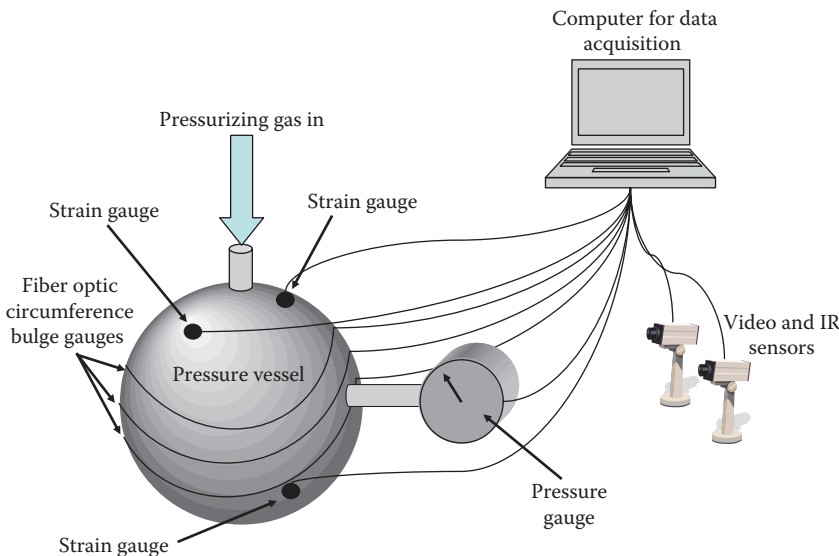 Computer for data
acquisition
Pressurizing gas in
Strain gauge
Strain gauge
Fiber optic
circumference
bulge gauges
Video and IR
sensors
Pressure vessel
Pressure
gauge
Strain gauge